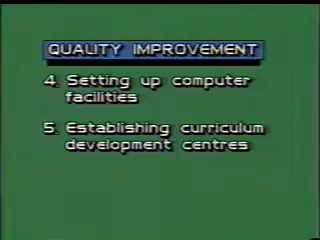 QUALITY IMPROVEMENT
4. Setting up computer
facilities
5. Establishing curriculum
development centres